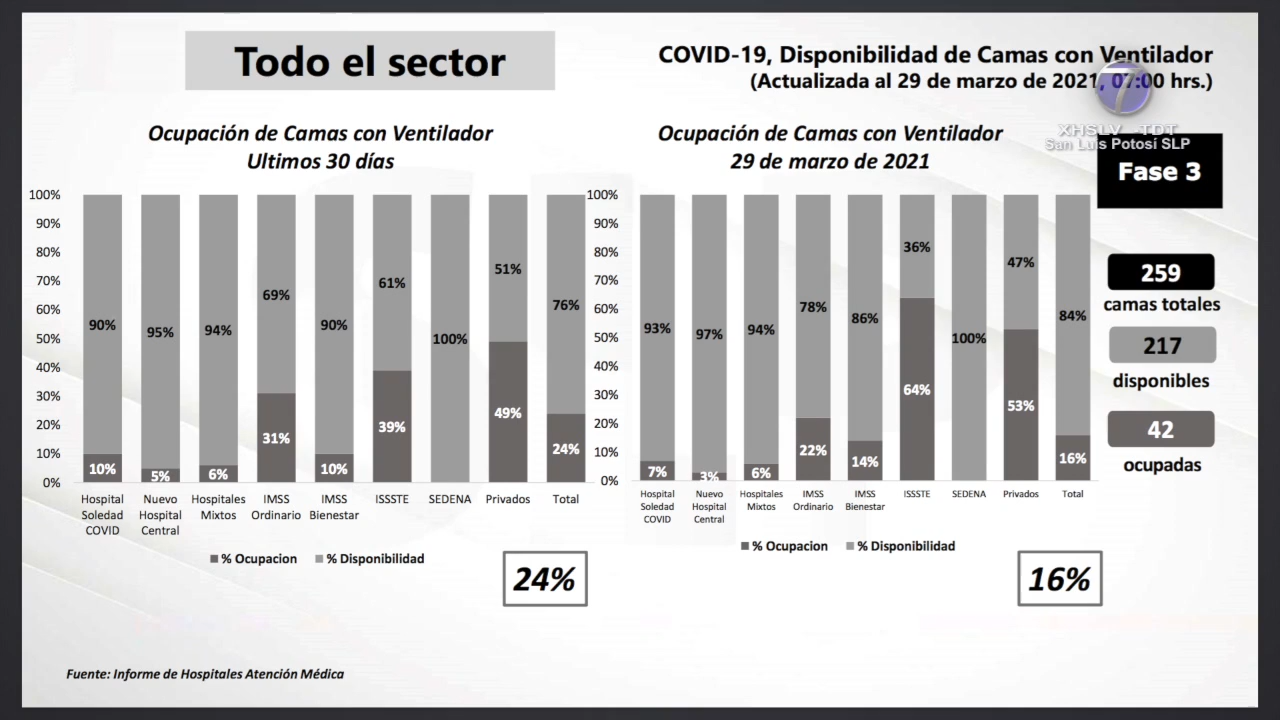 Todo el sector
COVID-19, Disponibilidad de Camas con Ventilador
(Actualizada al 29 de marzo de 2021, 07:00 hrs.)
7
XHSLV -TDT
San Luis Potosí SLP
Fase 3
Ocupación de Camas con Ventilador
Ultimos 30 días
100%
90%
80%
70%
60%
50%
40%
30%
20%
10%
0%
90%
95%
94%
69%
90%
61%
100%
51%
76%
10%
5%
6%
31%
10%
39%
49%
24%
Hospital Soledad COVID
Nuevo Hospital Central
Hospitales Mixtos
IMSS Ordinario
IMSS Bienestar
ISSSTE
SEDENA
Privados
Total
% Ocupacion
% Disponibilidad
24%
Ocupación de Camas con Ventilador
29 de marzo de 2021
100%
90%
80%
70%
60%
50%
40%
30%
20%
10%
0%
93%
97%
94%
78%
86%
36%
100%
47%
84%
7%
3%
6%
22%
14%
64%
53%
16%
Hospital Soledad COVID
Nuevo Hospital Central
Hospitales Mixtos
IMSS Ordinario
IMSS Bienestar
ISSSTE
SEDENA
Privados
Total
% Ocupacion
% Disponibilidad
16%
259
camas totales
217
disponibles
42
ocupadas
Fuente: Informe de Hospitales Atención Médica